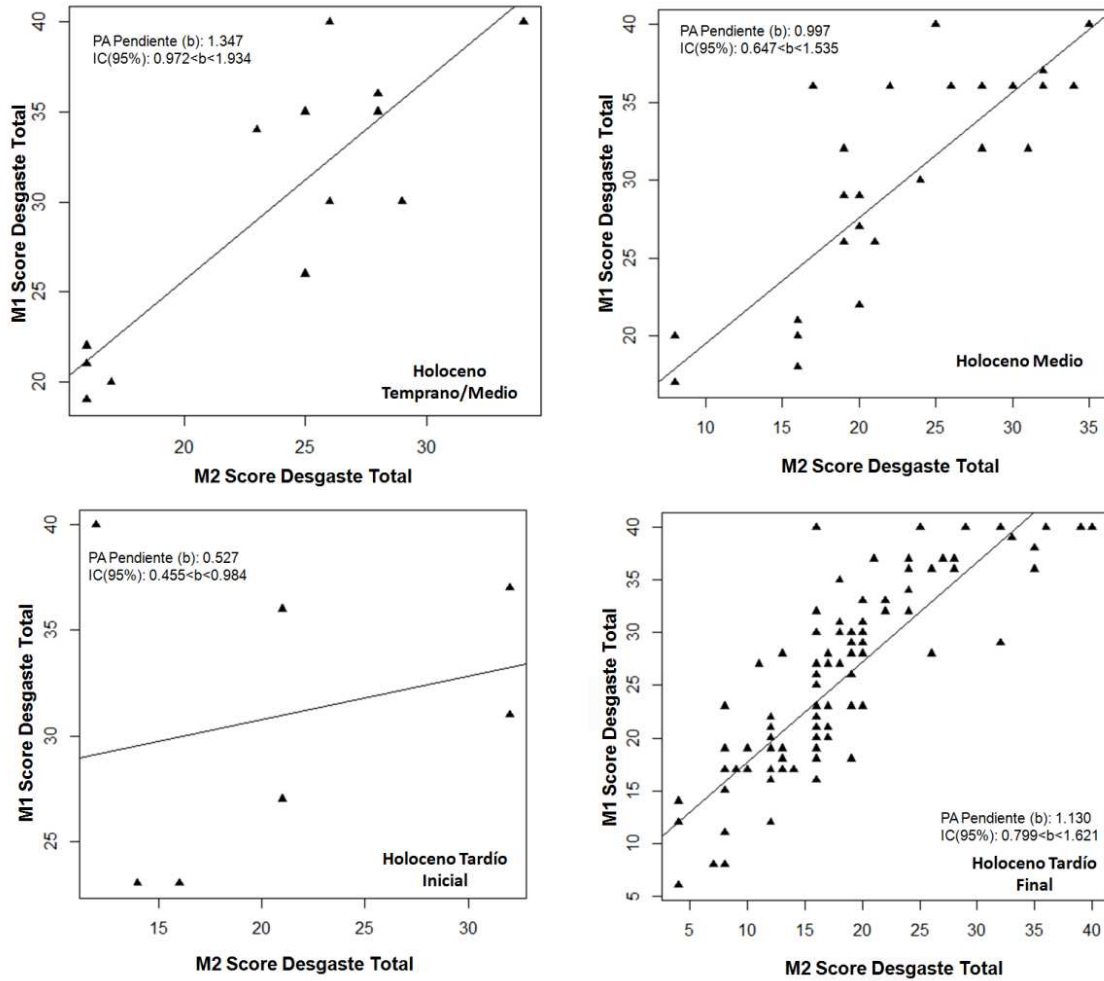 PA Pendiente (b): 1.347
IC(95%): 0.972<b<1.934
M1 Score Desgaste Total
40
35
30
25
20
Holoceno
Temprano/Medio
20 25 30
M2 Score Desgaste Total
PA Pendiente (b): 0.997
IC(95%): 0.647<b<1.535
M1 Score Desgaste Total
40
35
30
25
20
Holoceno Medio
10 15 20 25 30 35
M2 Score Desgaste Total
PA Pendiente (b): 0.527
IC(95%): 0.455<b<0.984
M1 Score Desgaste Total
40
35
30
25
Holoceno Tardío
Inicial
15 20 25 30
M2 Score Desgaste Total
M1 Score Desgaste Total
40
35
30
25
20
15
10
5
PA Pendiente (b): 1.130
IC(95%): 0.799<b<1.621
Holoceno Tardío
Final
5 10 15 20 25 30 35 40
M2 Score Desgaste Total